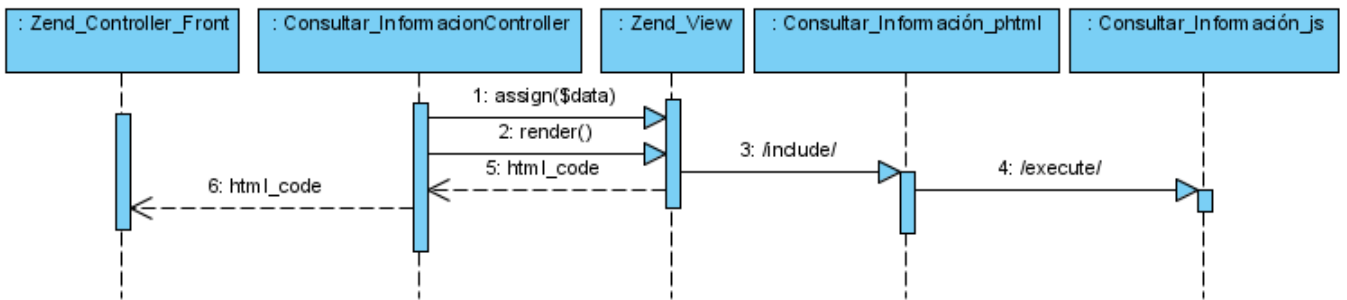 : Zend_Controller_Front
: Consultar_InformacionController
: Zend_View
: Consultar_Información_phtml
: Consultar_Información_js
1: assign($data)
2: render()
3: /include/
4: /execute/
5: html_code
6: html_code